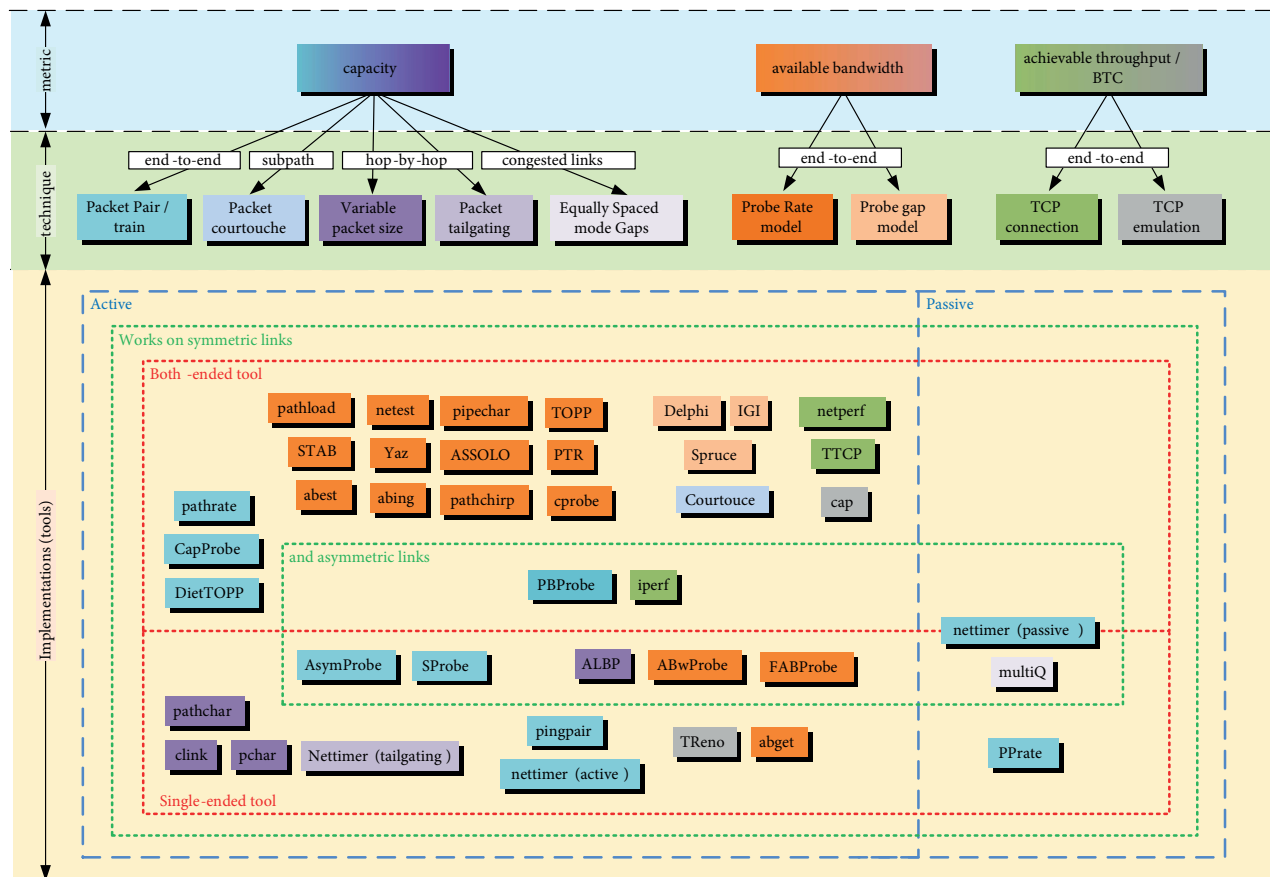 metric
capacity
available bandwidth
achievable throughput /
BTC
technique
end -to-end
subpath
hop-by-hop
congested links
end -to-end
end -to-end
Packet Pair /
train
Packet
courtouche
Variable
packet size
Packet
tailgating
Equally Spaced
mode Gaps
Probe Rate
model
Probe gap
model
TCP
connection
TCP
emulation
Implementations (tools)
Active
Passive
Works on symmetric links
Both -ended tool
pathload
netest
pipechar
TOPP
Delphi
IGI
netperf
STAB
Yaz
ASSOLO
PTR
Spruce
TTCP
abest
abing
pathchirp
cprobe
Courtouce
cap
pathrate
CapProbe
DietTOPP
and asymmetric links
PBProbe
iperf
nettimer (passive )
AsymProbe
SProbe
ALBP
ABwProbe
FABProbe
multiQ
pathchar
clink
pchar
Nettimer (tailgating )
pingpair
nettimer (active )
TReno
abget
PPrate
Single-ended tool